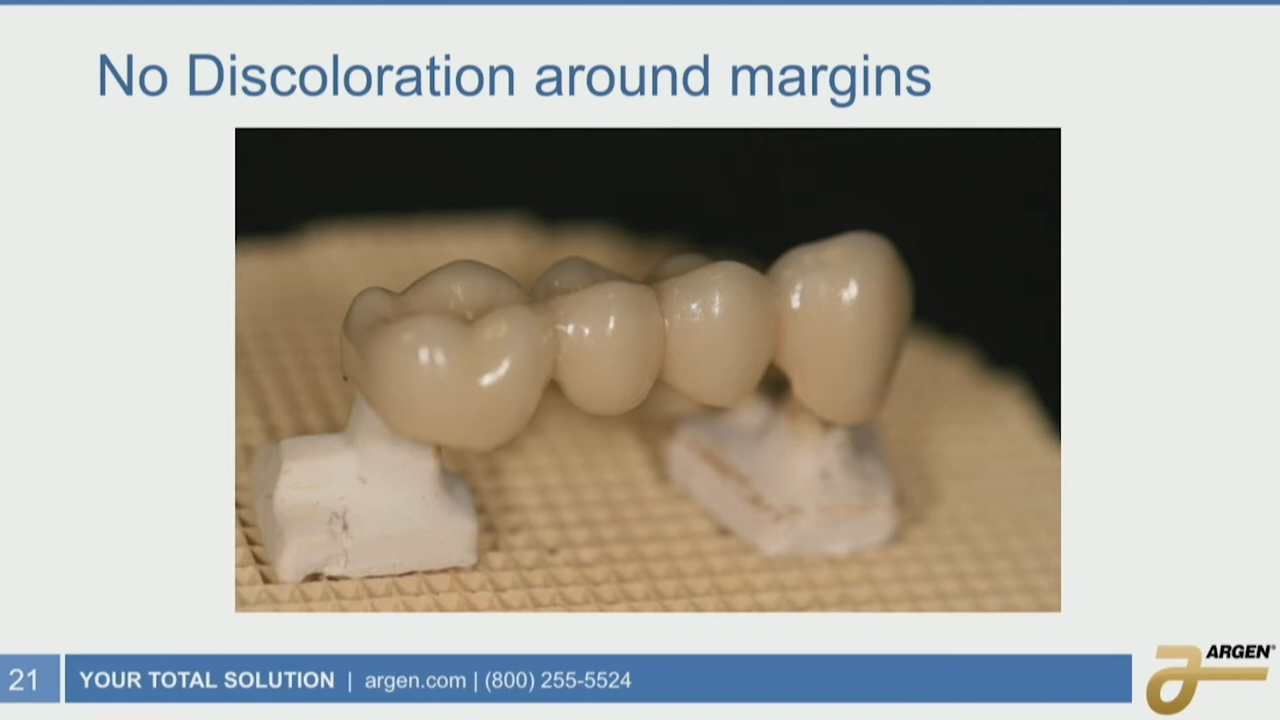 No Discoloration around margins
21
YOUR TOTAL SOLUTION | argen.com | (800) 255-5524
ARGEN®